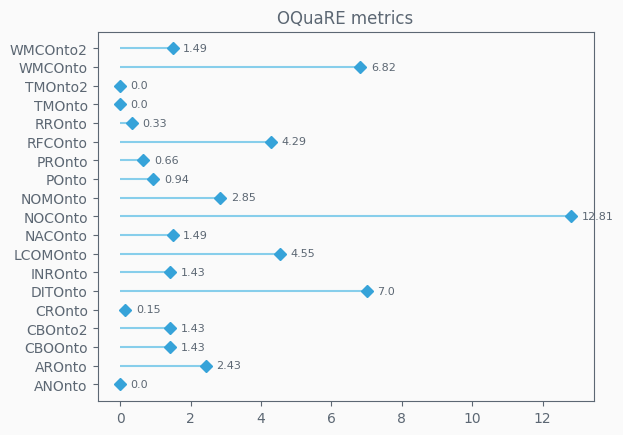 OQuaRE metrics
WMCOnto2 1.49
WMCOnto 6.82
TMOnto2 0.0
TMOnto 0.0
RROnto 0.33
RFCOnto 4.29
PROnto 0.66
POnto 0.94
NOMOnto 2.85
NOCOnto 12.81
NACOnto 1.49
LCOMOnto 4.55
INROnto 1.43
DITOnto 7.0
CROnto 0.15
CBOnto2 1.43
CBOOnto 1.43
AROnto 2.43
ANOnto 0.0
0 2 4 6 8 10 12